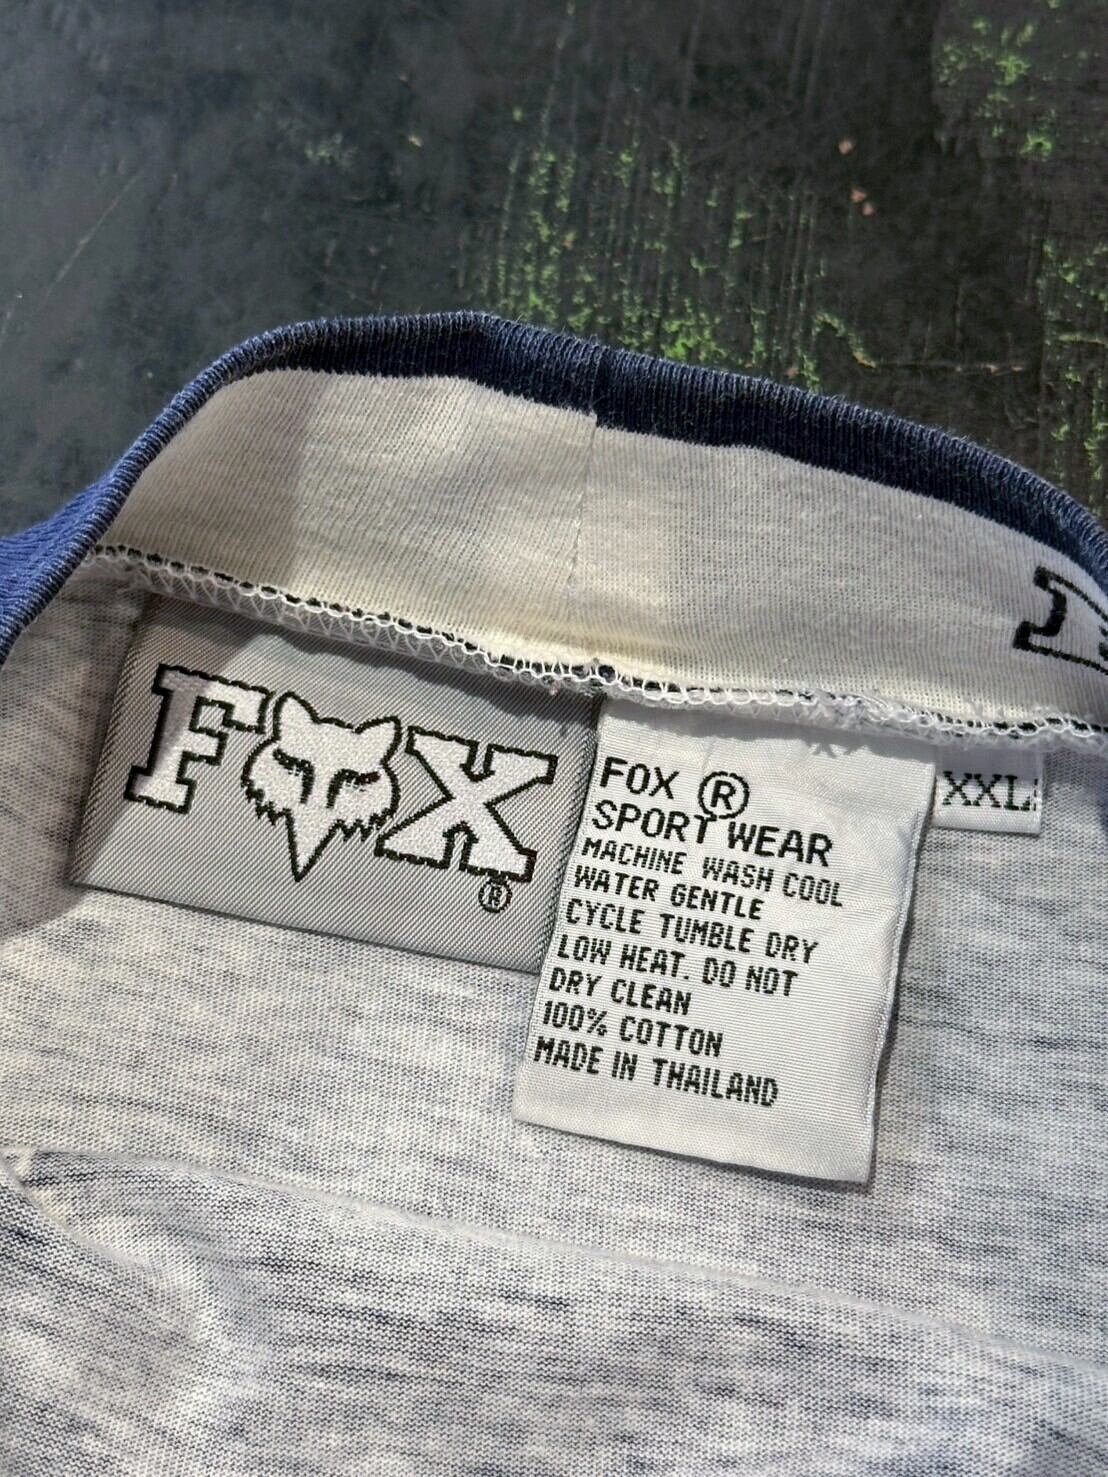 FOX
®
FOX ®
SPORT WEAR
MACHINE WASH COOL
WATER GENTLE
CYCLE TUMBLE DRY
LOW HEAT. DO NOT
DRY CLEAN
100% COTTON
MADE IN THAILAND
XXL